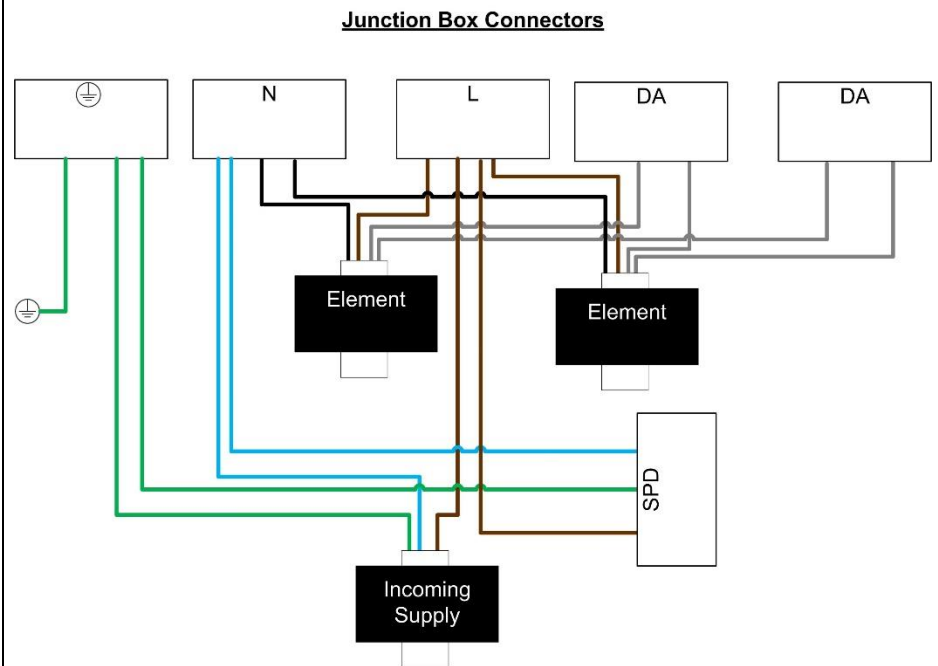 Junction Box Connectors
N
L
DA
DA
Element
Element
SPD
Incoming
Supply